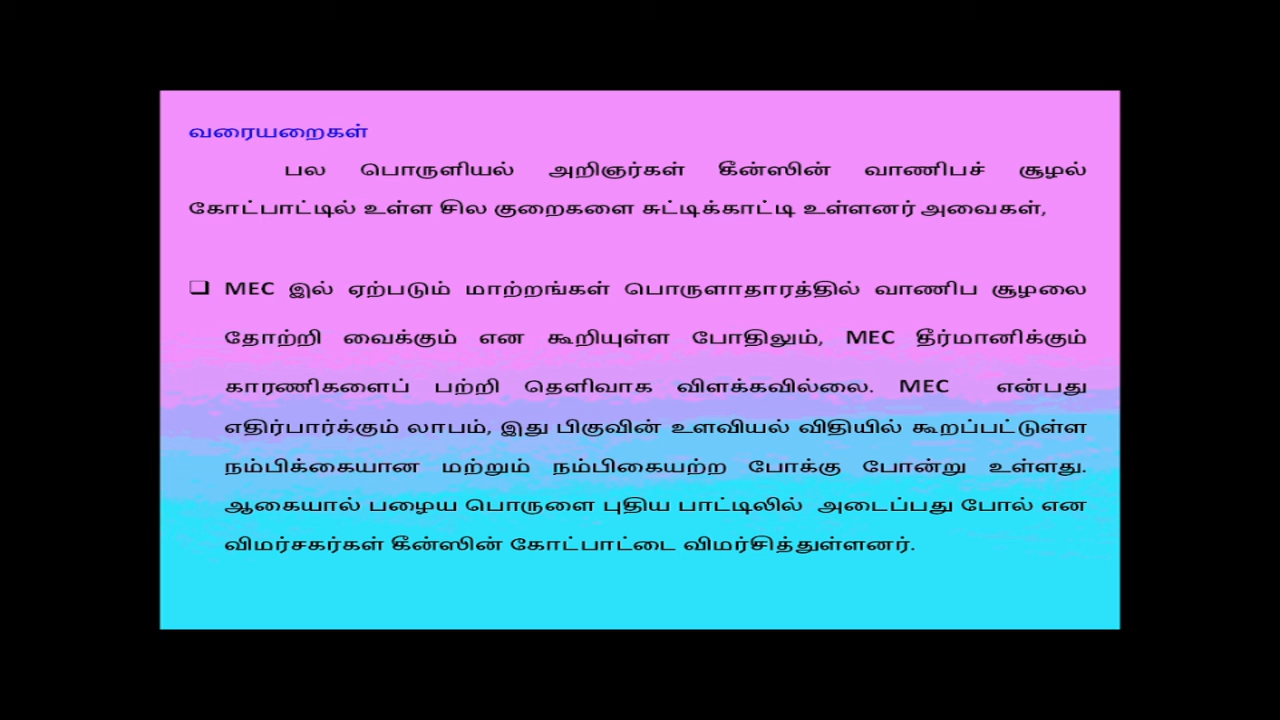 வரையறைகள்
பல பொருளியல் அறிஞர்கள் கீன்ஸின் வாணிபச் சூழல்
கோட்பாட்டில் உள்ள சில குறைகளை சுட்டிக்காட்டி உள்ளனர் அவைகள்,
❑ MEC இல் ஏற்படும் மாற்றங்கள் பொருளாதாரத்தில் வாணிப சூழலை
தோற்றி வைக்கும் என கூறியுள்ள போதிலும், MEC தீர்மானிக்கும்
காரணிகளைப் பற்றி தெளிவாக விளக்கவில்லை. MEC என்பது
எதிர்பார்க்கும் லாபம், இது பிகுவின் உளவியல் விதியில் கூறப்பட்டுள்ள
நம்பிக்கையான மற்றும் நம்பிகையற்ற போக்கு போன்று உள்ளது.
ஆகையால் பழைய பொருளை புதிய பாட்டிலில் அடைப்பது போல் என
விமர்சகர்கள் கீன்ஸின் கோட்பாட்டை விமர்சித்துள்ளனர்.